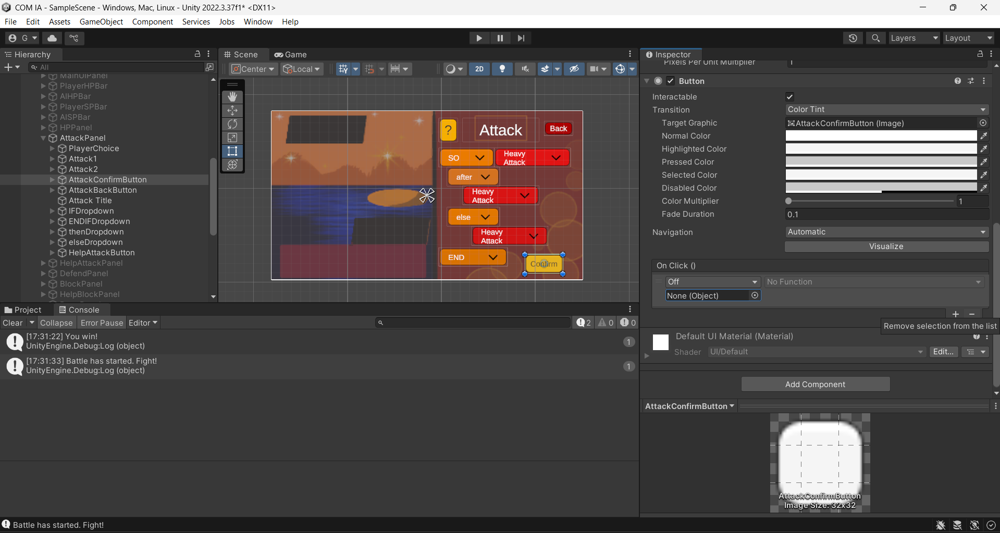 COM IA - SampleScene - Windows, Mac, Linux - Unity 2022.3.37f1* <DX11>
File Edit Assets GameObject Component Services Jobs Window Help
G
Layers Layout
Hierarchy
All
MainUIPanel
PlayerHPBar
AIHPBar
PlayerSPBar
AISPBar
HPPanel
AttackPanel
PlayerChoice
Attack1
Attack2
AttackConfirmButton
AttackBackButton
Attack Title
IFDropdown
ENDIFDropdown
thenDropdown
elseDropdown
HelpAttackButton
HelpAttackPanel
DefendPanel
BlockPanel
HelpBlockPanel
Scene Game
Center Local 2D
? Attack Back
SO Heavy Attack
after
Heavy Attack
else
Heavy Attack
END
Confirm
Inspector
Pixels Per Unit Multiplier 1
Button
Interactable
Transition Color Tint
Target Graphic AttackConfirmButton (Image)
Normal Color
Highlighted Color
Pressed Color
Selected Color
Disabled Color
Color Multiplier 1
Fade Duration 0.1
Navigation Automatic
Visualize
On Click ()
Off No Function
None (Object)
+ -
Remove selection from the list
Default UI Material (Material)
Shader UI/Default Edit...
Add Component
AttackConfirmButton
AttackConfirmButton
Image Size: 32x32
Project Console
Clear Collapse Error Pause Editor 2 0 0
[17:31:22] You win!
UnityEngine.Debug:Log (object) 1
[17:31:33] Battle has started. Fight!
UnityEngine.Debug:Log (object) 1
Battle has started. Fight!